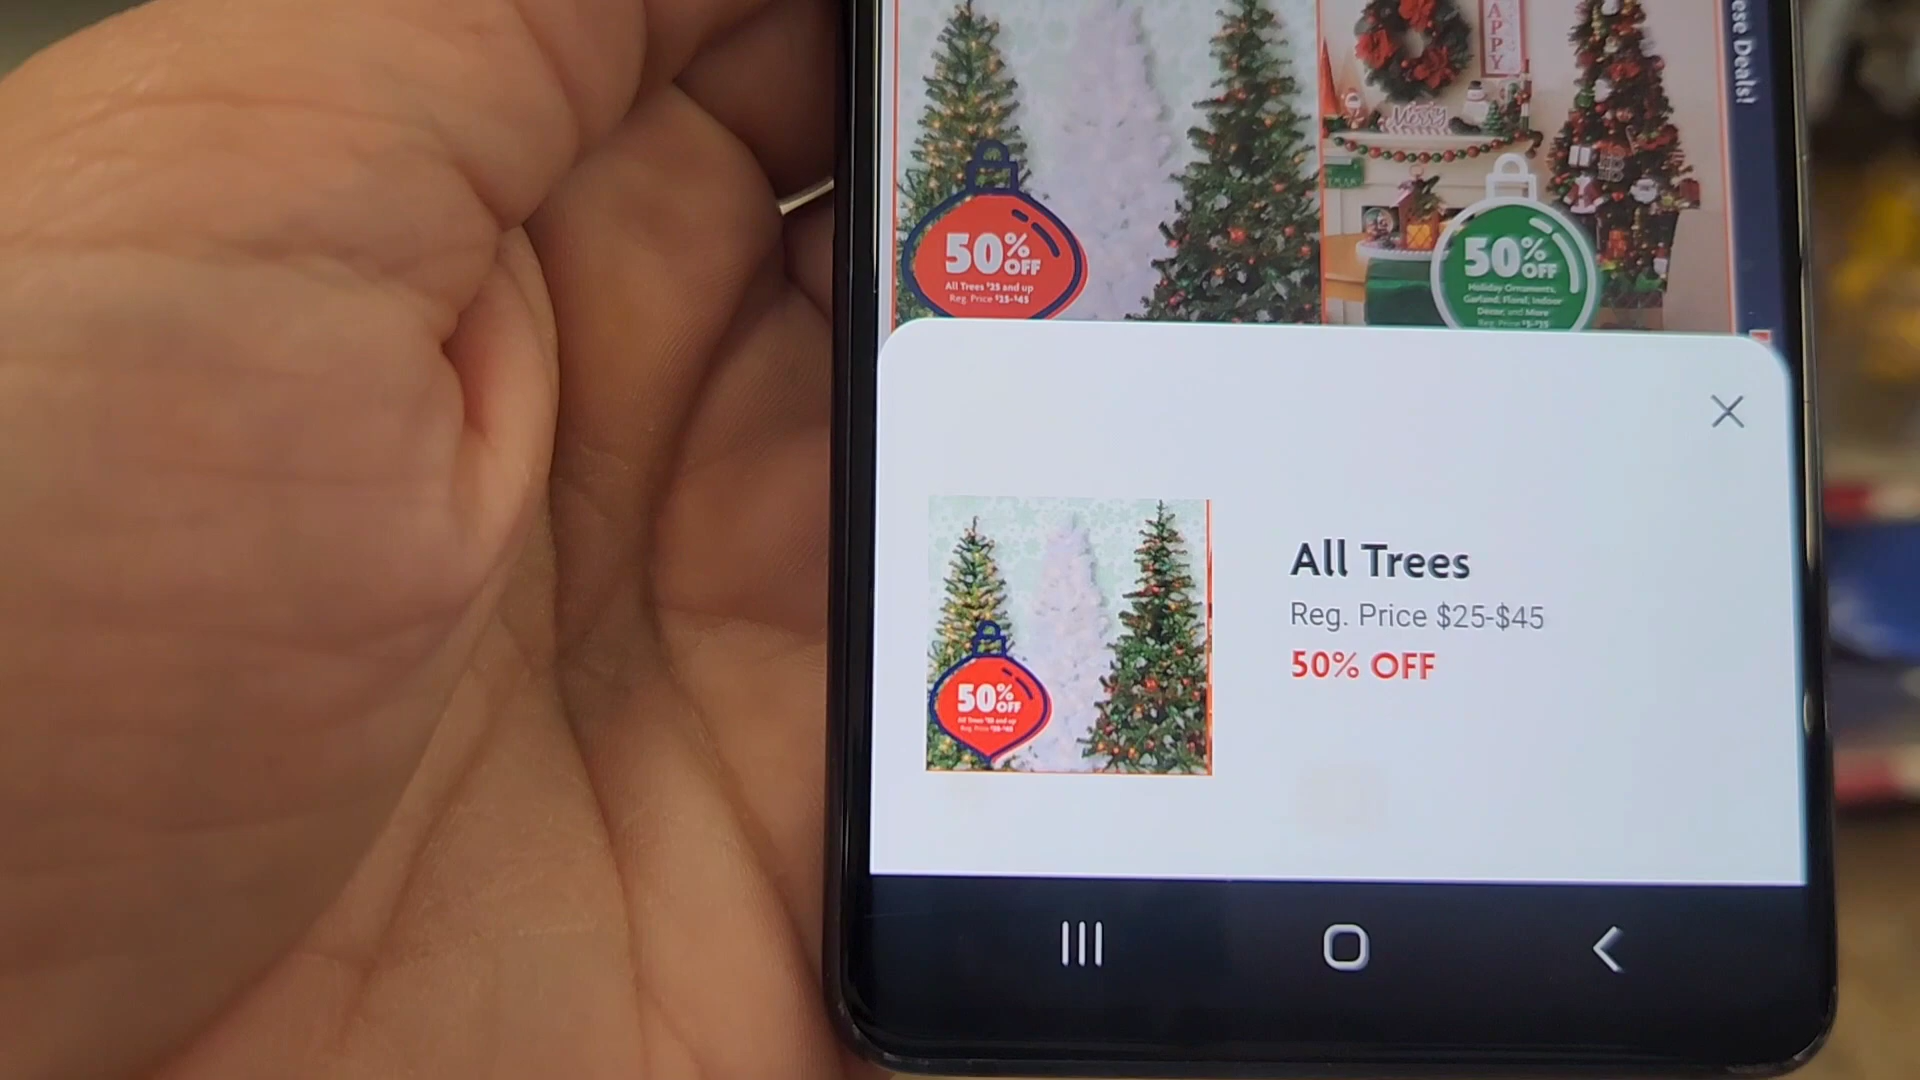 ese Deals!
APPY
Merry
50% OFF
All Trees $25 and up
Reg. Price $25-$45
50% OFF
Holiday Ornaments,
Garland, Floral, Indoor
Decor, and More
All Trees
Reg. Price $25-$45
50% OFF
50% OFF